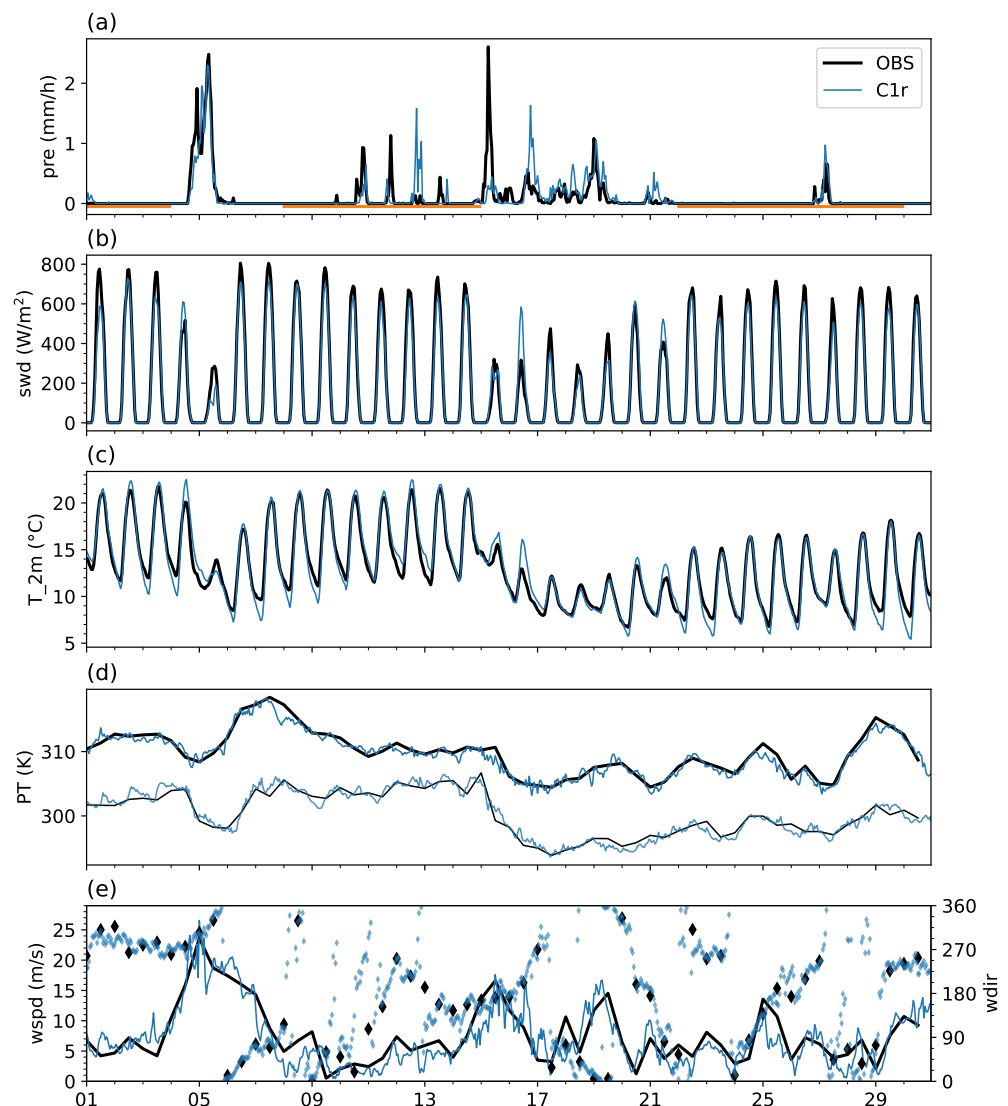 (a)
pre (mm/h)
2
1
0
OBS
C1r
(b)
swd (W/m²)
800
600
400
200
0
(c)
T_2m (°C)
20
15
10
5
(d)
PT (K)
310
300
(e)
wspd (m/s)
25
20
15
10
5
0
360
270
180
90
0
wdir
01 05 09 13 17 21 25 29